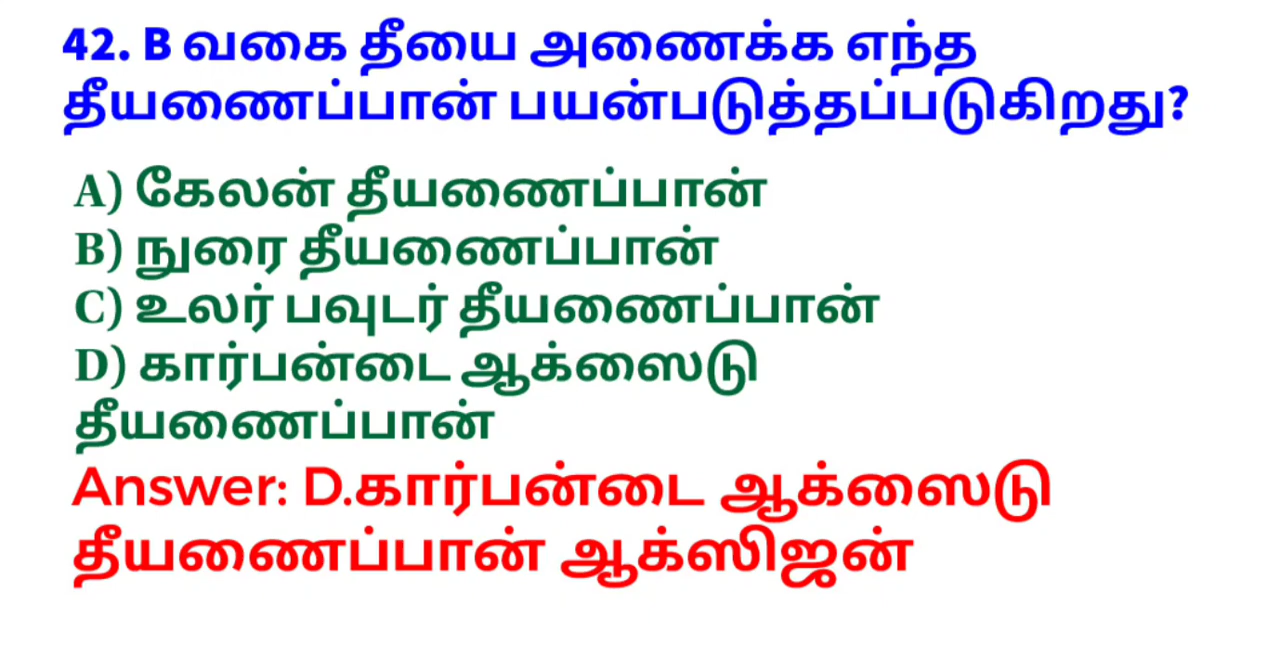 42. B வகை தீயை அணைக்க எந்த
தீயணைப்பான் பயன்படுத்தப்படுகிறது?
A) கேலன் தீயணைப்பான்
B) நுரை தீயணைப்பான்
C) உலர் பவுடர் தீயணைப்பான்
D) கார்பன்டை ஆக்ஸைடு
தீயணைப்பான்
Answer: D.கார்பன்டை ஆக்ஸைடு
தீயணைப்பான் ஆக்ஸிஜன்